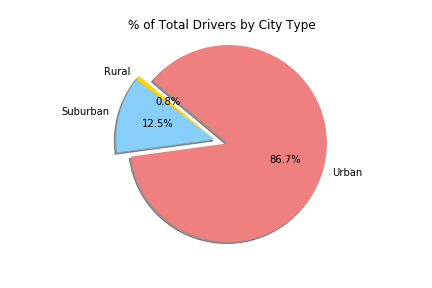 % of Total Drivers by City Type
Rural
0.8%
Suburban
12.5%
86.7%
Urban